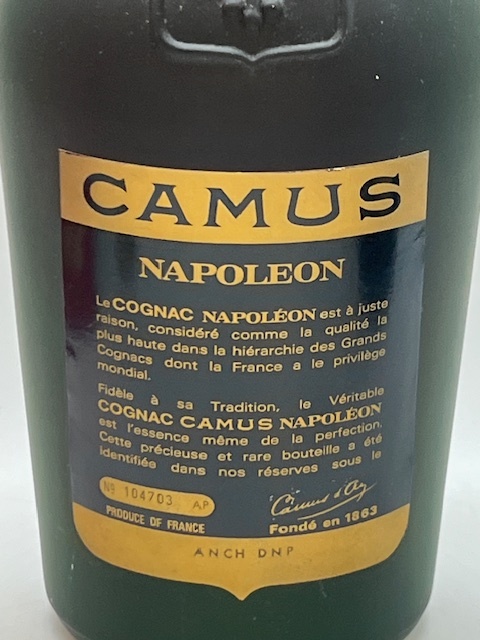 CAMUS
NAPOLEON
Le COGNAC NAPOLÉON est à juste
raison, considéré comme la qualité la
plus haute dans la hiérarchie des Grands
Cognacs dont la France a le privilège
mondial.
Fidèle à sa Tradition, le Véritable
COGNAC CAMUS NAPOLÉON
est l'essence même de la perfection.
Cette précieuse et rare bouteille a été
identifiée dans nos réserves sous le
Nº 104703 AP
PRODUCE OF FRANCE
Fondé en 1863
ANCH DNP